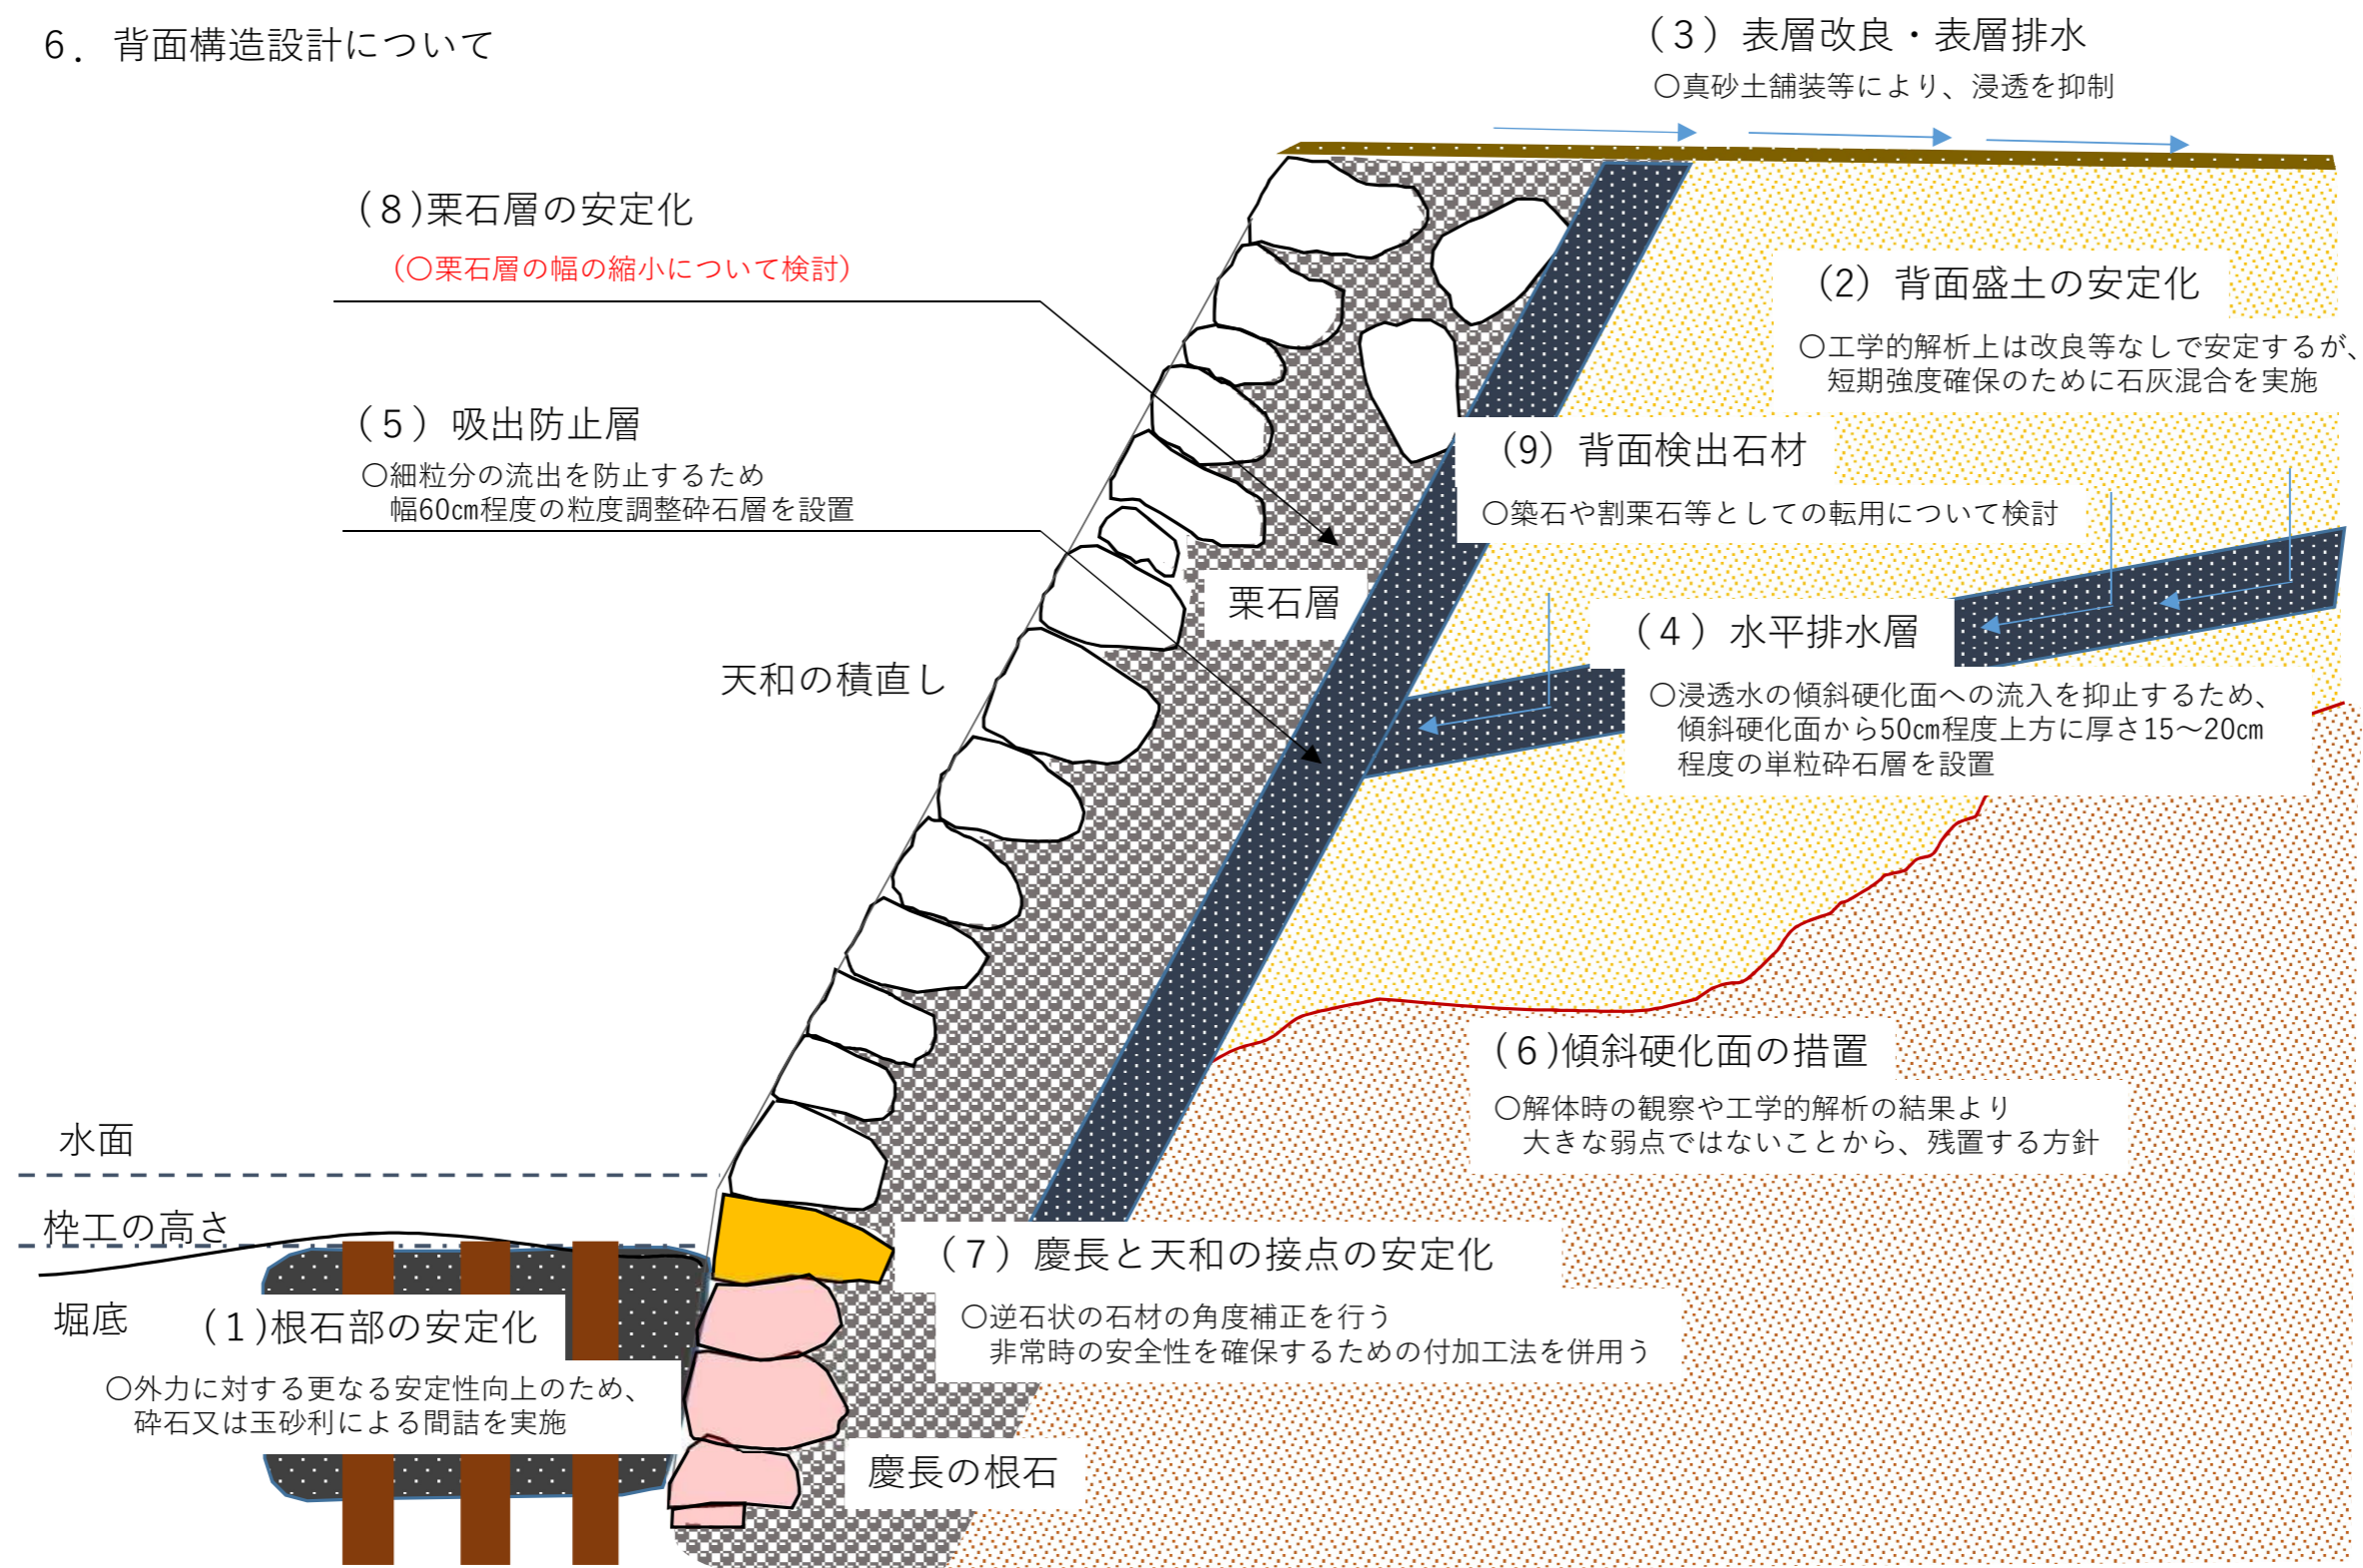 6．背面構造設計について
（３）表層改良・表層排水
○真砂土舗装等により、浸透を抑制
（８)栗石層の安定化
（○栗石層の幅の縮小について検討）
（2）背面盛土の安定化
○工学的解析上は改良等なしで安定するが、
短期強度確保のために石灰混合を実施
（５）吸出防止層
○細粒分の流出を防止するため
幅60㎝程度の粒度調整砕石層を設置
（9）背面検出石材
○築石や割栗石等としての転用について検討
栗石層
（４）水平排水層
○浸透水の傾斜硬化面への流入を抑止するため、
傾斜硬化面から50㎝程度上方に厚さ15～20㎝
程度の単粒砕石層を設置
天和の積直し
（６)傾斜硬化面の措置
○解体時の観察や工学的解析の結果より
大きな弱点ではないことから、残置する方針
水面
枠工の高さ
堀底
（７）慶長と天和の接点の安定化
○逆石状の石材の角度補正を行う
非常時の安全性を確保するための付加工法を併用う
（１)根石部の安定化
○外力に対する更なる安定性向上のため、
砕石又は玉砂利による間詰を実施
慶長の根石